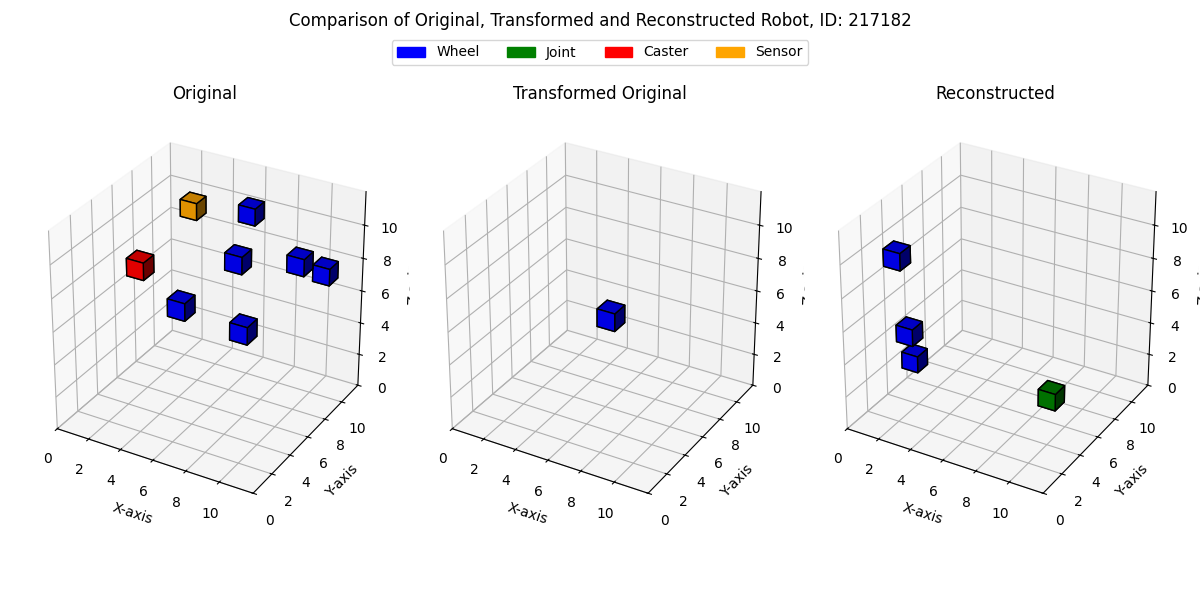 Comparison of Original, Transformed and Reconstructed Robot, ID: 217182
Wheel Joint Caster Sensor
Original Transformed Original Reconstructed
10 8 6 4 2 0
0 2 4 6 8 10
X-axis
0 2 4 6 8 10
Y-axis
10 8 6 4 2 0
0 2 4 6 8 10
X-axis
0 2 4 6 8 10
Y-axis
10 8 6 4 2 0
0 2 4 6 8 10
X-axis
0 2 4 6 8 10
Y-axis